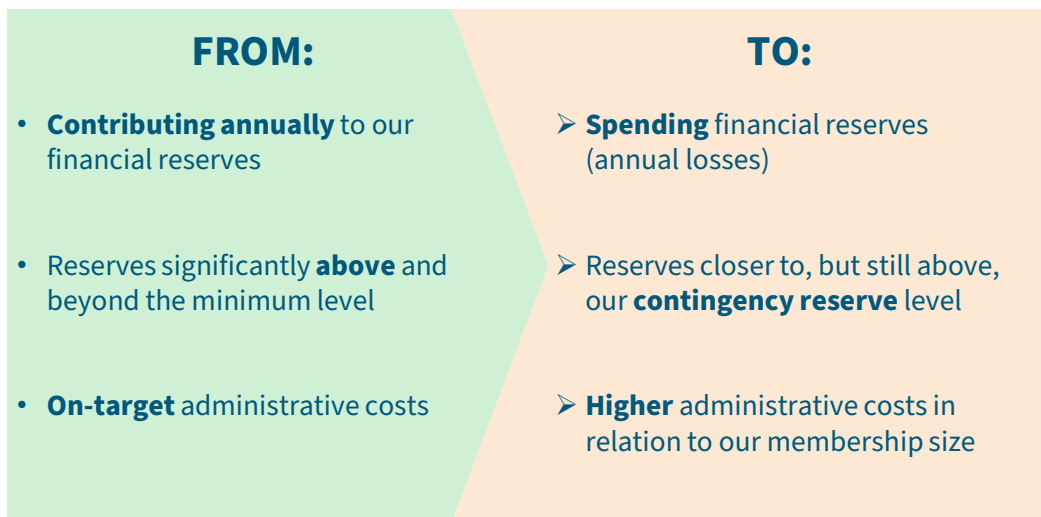 FROM:
• Contributing annually to our
financial reserves
• Reserves significantly above and
beyond the minimum level
• On-target administrative costs
TO:
➢ Spending financial reserves
(annual losses)
➢ Reserves closer to, but still above,
our contingency reserve level
➢ Higher administrative costs in
relation to our membership size